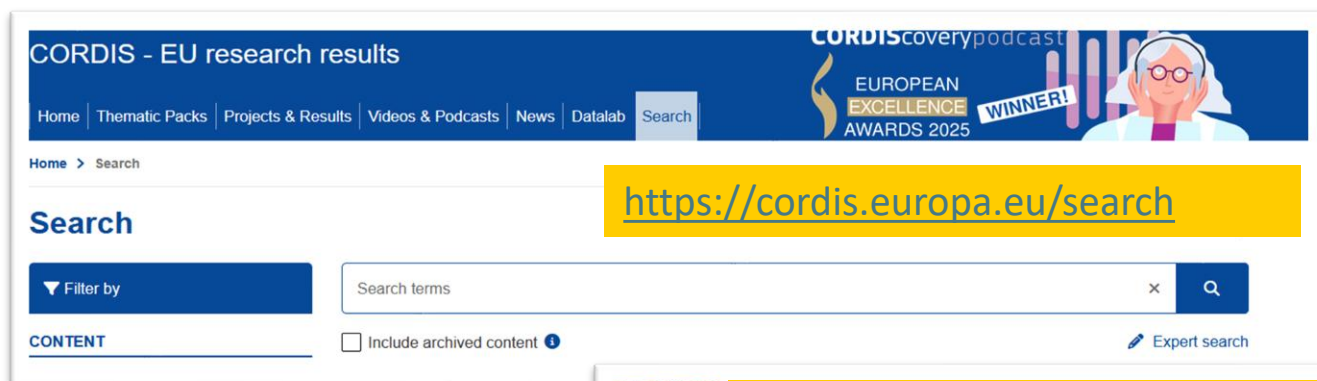 CORDIS - EU research results
CORDIScoverypodcast
EUROPEAN
EXCELLENCE
AWARDS 2025
WINNER!
Home Thematic Packs Projects & Results Videos & Podcasts News Datalab Search
Home > Search
https://cordis.europa.eu/search
Search
Filter by
Search terms
CONTENT
Include archived content
Expert search